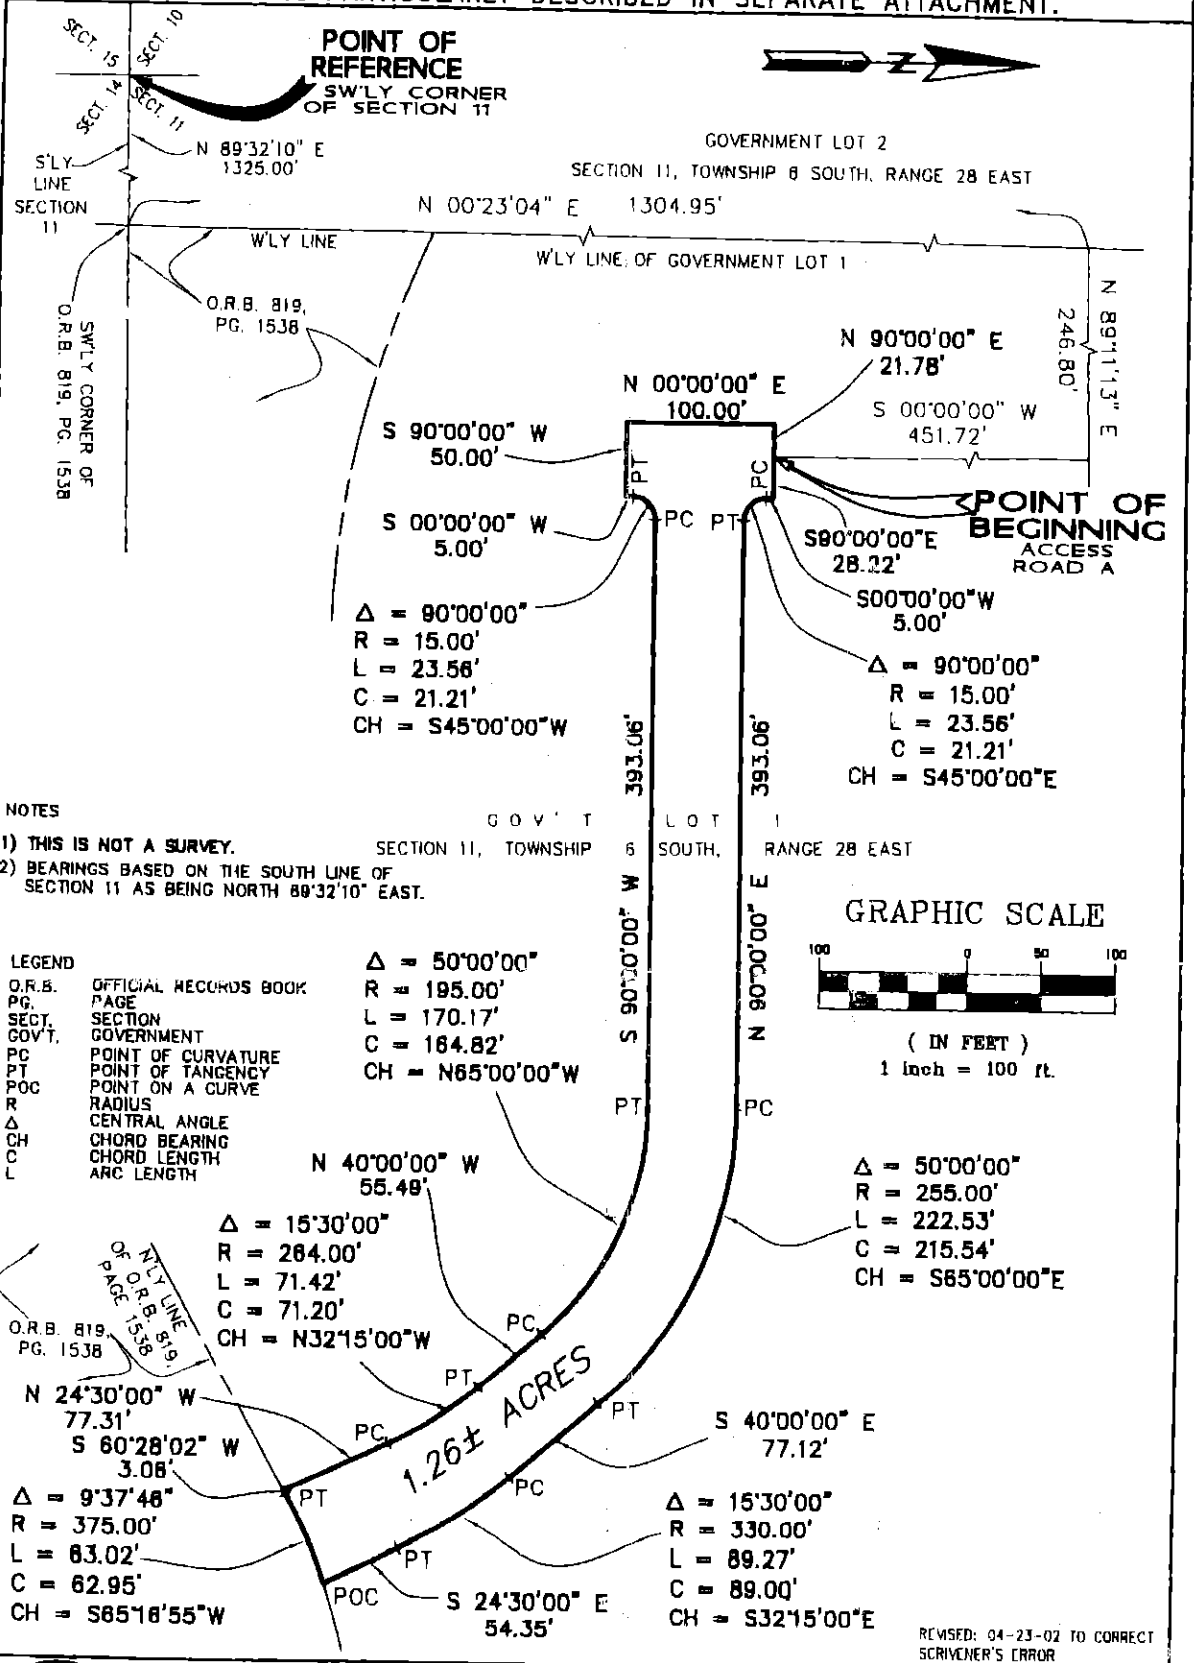 PARTICULARLY DESCRIBED IN SEPARATE ATTACHMENT.
SECT. 15
SECT. 10
SECT. 14
SECT. 11
POINT OF
REFERENCE
SW'LY CORNER
OF SECTION 11
Z
N 89°32'10" E
1325.00'
S'LY
LINE
SECTION
11
GOVERNMENT LOT 2
SECTION 11, TOWNSHIP 6 SOUTH, RANGE 28 EAST
N 00°23'04" E 1304.95'
W'LY LINE
W'LY LINE OF GOVERNMENT LOT 1
O.R.B. 819,
PG. 1538
SW'LY CORNER OF
O.R.B. 819, PG. 1538
N 89°11'13" E
246.80'
N 90°00'00" E
21.78'
N 00°00'00" E
100.00'
S 00°00'00" W
451.72'
S 90°00'00" W
50.00'
PT
PC
POINT OF
BEGINNING
ACCESS
ROAD A
S 00°00'00" W
5.00'
PC
PT
S90°00'00"E
28.22'
S00°00'00"W
5.00'
Δ = 90°00'00"
R = 15.00'
L = 23.56'
C = 21.21'
CH = S45°00'00"W
Δ = 90°00'00"
R = 15.00'
L = 23.56'
C = 21.21'
CH = S45°00'00"E
393.06'
393.06'
NOTES
1) THIS IS NOT A SURVEY.
2) BEARINGS BASED ON THE SOUTH LINE OF
SECTION 11 AS BEING NORTH 89°32'10" EAST.
GOV'T LOT 1
SECTION 11, TOWNSHIP 6 SOUTH, RANGE 28 EAST
S 90°00'00" W
N 90°00'00" E
GRAPHIC SCALE
100 0 50 100
( IN FEET )
1 inch = 100 ft.
LEGEND
O.R.B. OFFICIAL RECORDS BOOK
PG. PAGE
SECT. SECTION
GOV'T. GOVERNMENT
PC POINT OF CURVATURE
PT POINT OF TANGENCY
POC POINT ON A CURVE
R RADIUS
Δ CENTRAL ANGLE
CH CHORD BEARING
C CHORD LENGTH
L ARC LENGTH
Δ = 50°00'00"
R = 195.00'
L = 170.17'
C = 164.82'
CH = N65°00'00"W
PT
PC
N 40°00'00" W
55.49'
Δ = 50°00'00"
R = 255.00'
L = 222.53'
C = 215.54'
CH = S65°00'00"E
Δ = 15°30'00"
R = 264.00'
L = 71.42'
C = 71.20'
CH = N32°15'00"W
N'LY LINE
OF O.R.B. 819,
PAGE 1538
O.R.B. 819,
PG. 1538
PC
PT
1.26± ACRES
PT
N 24°30'00" W
77.31'
PC
S 40°00'00" E
77.12'
S 60°28'02" W
3.08'
PT
PC
Δ = 9°37'46"
R = 375.00'
L = 63.02'
C = 62.95'
CH = S65°16'55"W
Δ = 15°30'00"
R = 330.00'
L = 89.27'
C = 89.00'
CH = S32°15'00"E
PT
POC
S 24°30'00" E
54.35'
REVISED: 04-23-02 TO CORRECT
SCRIVENER'S ERROR